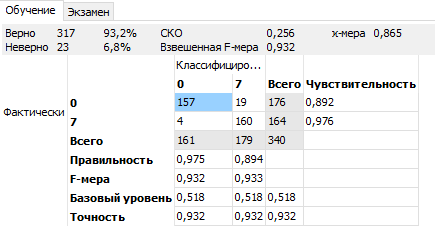 Обучение Экзамен
Верно 317 93,2% СКО 0,256 х-мера 0,865
Неверно 23 6,8% Взвешенная F-мера 0,932
Классифициро...
0 7 Всего Чувствительность
Фактически 0 157 19 176 0,892
7 4 160 164 0,976
Всего 161 179 340
Правильность 0,975 0,894
F-мера 0,932 0,933
Базовый уровень 0,518 0,518 0,518
Точность 0,932 0,932 0,932